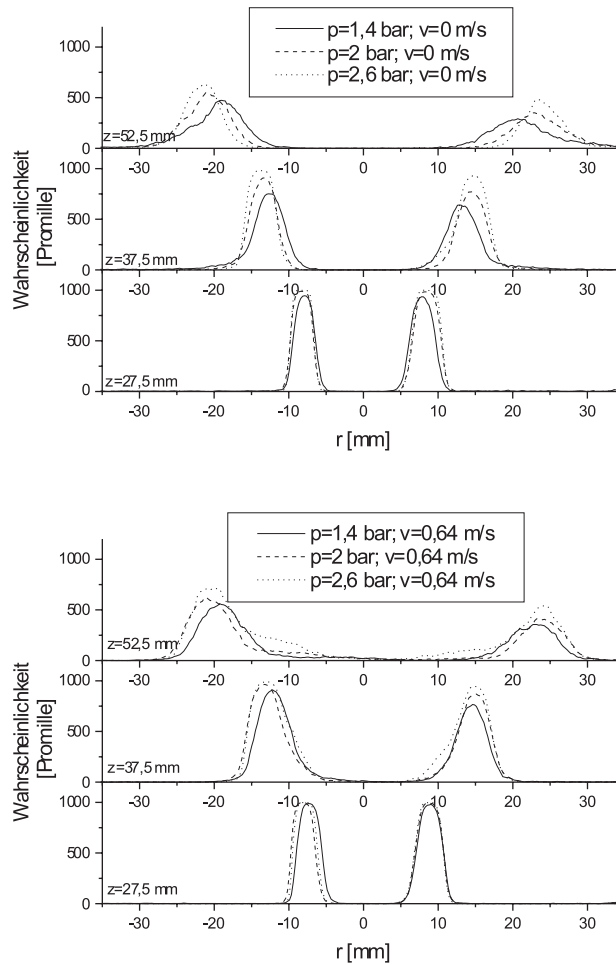 p=1,4 bar; v=0 m/s
p=2 bar; v=0 m/s
p=2,6 bar; v=0 m/s
1000
500
0
z=52,5 mm
-30 -20 -10 0 10 20 30
1000
500
0
z=37,5 mm
-30 -20 -10 0 10 20 30
1000
500
0
z=27,5 mm
-30 -20 -10 0 10 20 30
Wahrscheinlichkeit
[Promille]
r [mm]
p=1,4 bar; v=0,64 m/s
p=2 bar; v=0,64 m/s
p=2,6 bar; v=0,64 m/s
1000
500
0
z=52,5 mm
-30 -20 -10 0 10 20 30
1000
500
0
z=37,5 mm
-30 -20 -10 0 10 20 30
1000
500
0
z=27,5 mm
-30 -20 -10 0 10 20 30
Wahrscheinlichkeit
[Promille]
r [mm]